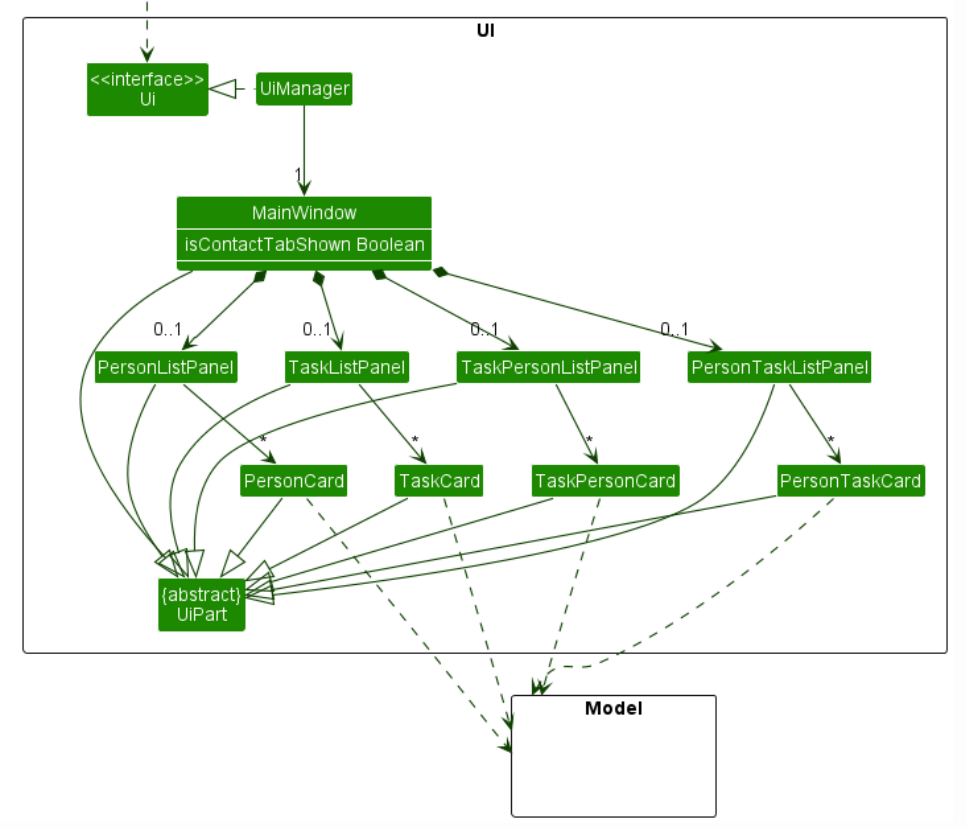 UI
<<interface>>
Ui
UiManager
1
MainWindow
isContactTabShown Boolean
0..1
0..1
0..1
0..1
PersonListPanel
TaskListPanel
TaskPersonListPanel
PersonTaskListPanel
*
*
*
*
PersonCard
TaskCard
TaskPersonCard
PersonTaskCard
{abstract}
UiPart
Model